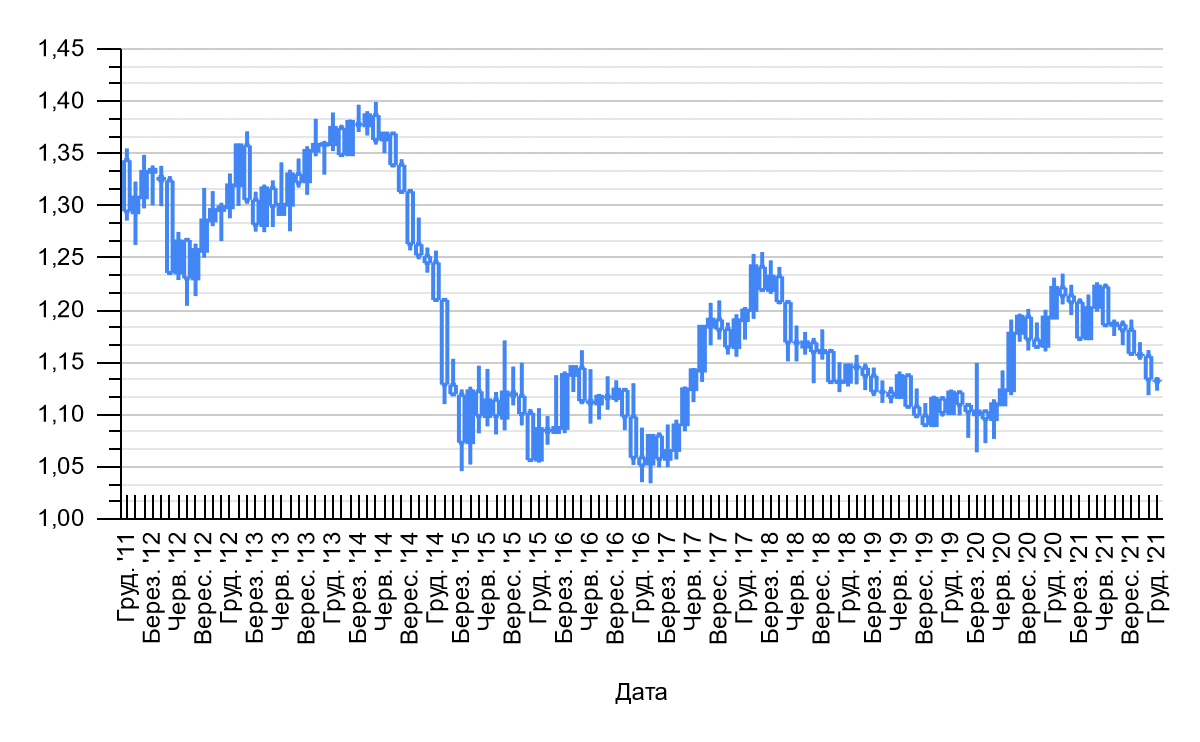 1,45
1,40
1,35
1,30
1,25
1,20
1,15
1,10
1,05
1,00
Груд. '11
Берез. '12
Черв. '12
Верес. '12
Груд. '12
Берез. '13
Черв. '13
Верес. '13
Груд. '13
Берез. '14
Черв. '14
Верес. '14
Груд. '14
Берез. '15
Черв. '15
Верес. '15
Груд. '15
Берез. '16
Черв. '16
Верес. '16
Груд. '16
Берез. '17
Черв. '17
Верес. '17
Груд. '17
Берез. '18
Черв. '18
Верес. '18
Груд. '18
Берез. '19
Черв. '19
Верес. '19
Груд. '19
Берез. '20
Черв. '20
Верес. '20
Груд. '20
Берез. '21
Черв. '21
Верес. '21
Груд. '21
Дата